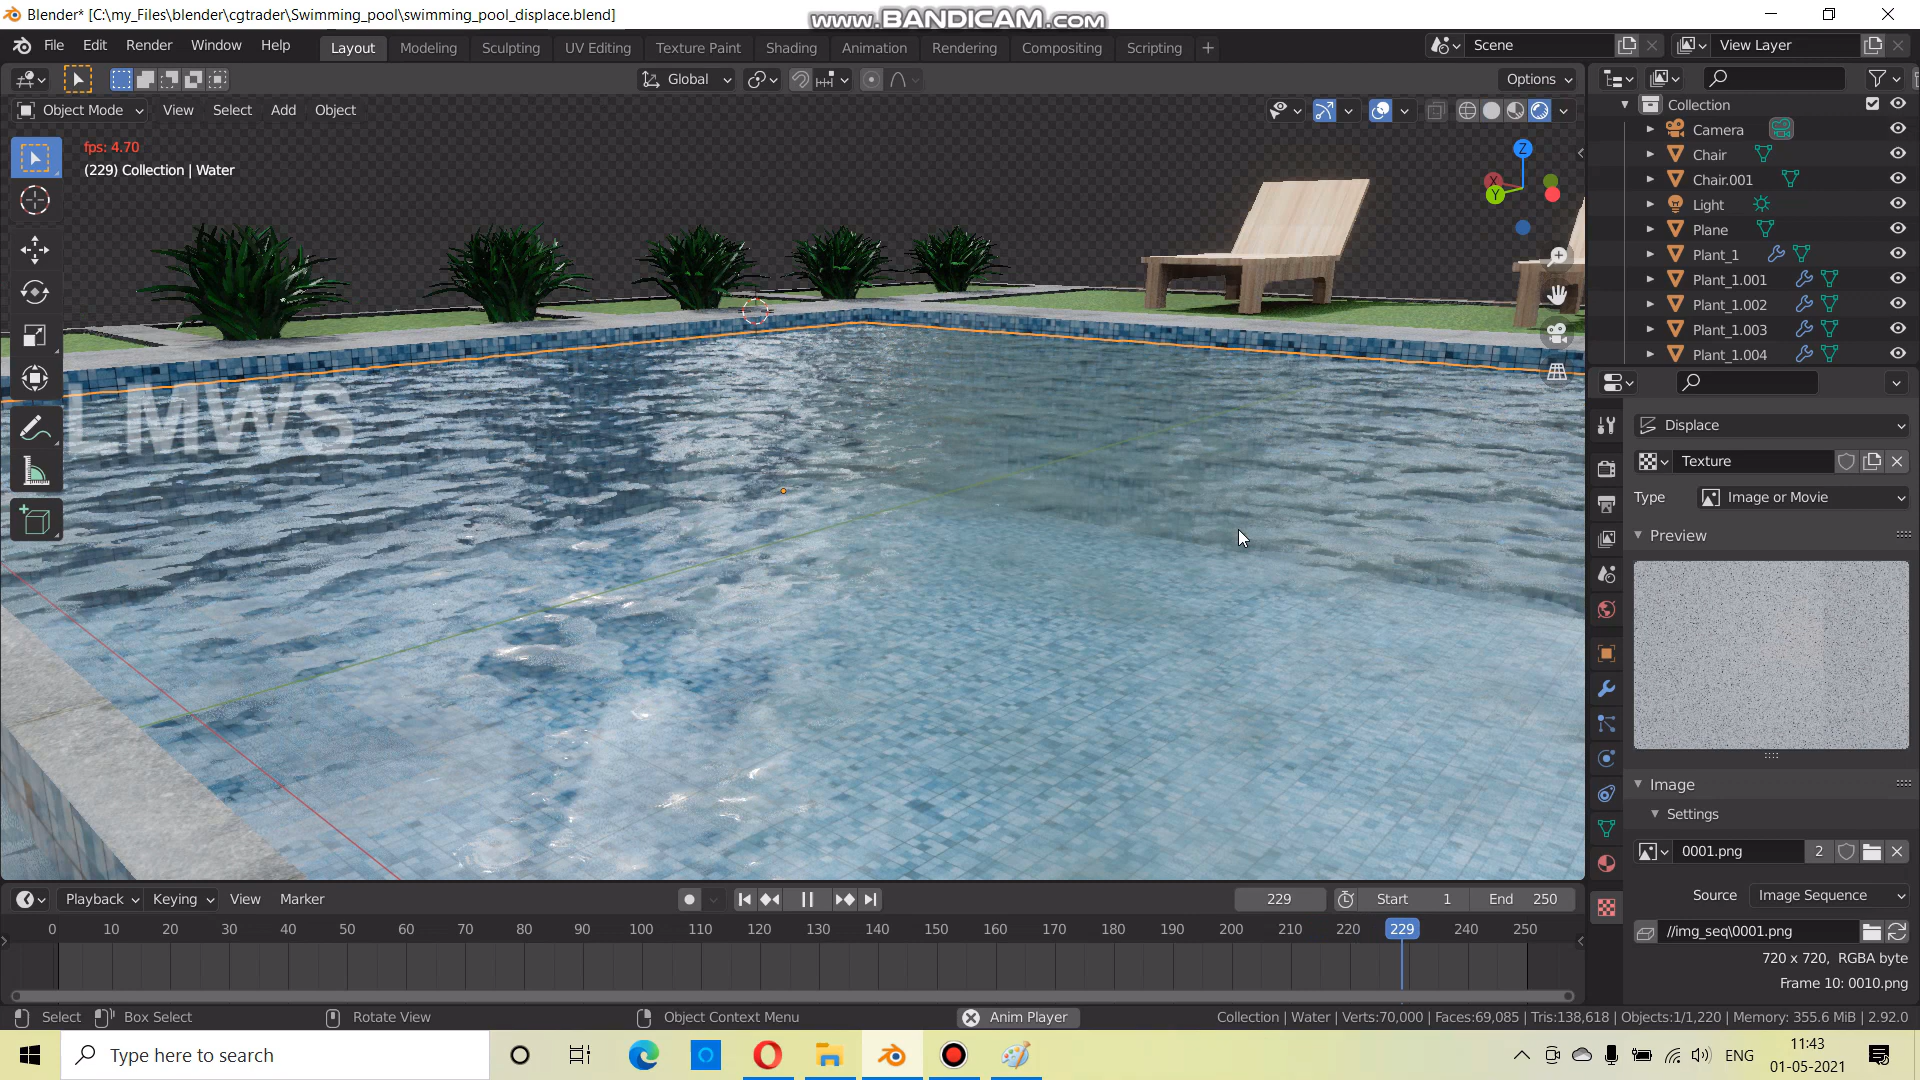 Blender* [C:\my_Files\blender\cgtrader\Swimming_pool\swimming_pool_displace.blend]
www.BANDICAM.com
File Edit Render Window Help Layout Modeling Sculpting UV Editing Texture Paint Shading Animation Rendering Compositing Scripting + Scene View Layer
Global Options
Object Mode View Select Add Object
Collection
fps: 4.70
Camera
(229) Collection | Water
Chair
Chair.001
Light
Plane
Plant_1
Plant_1.001
Plant_1.002
Plant_1.003
Plant_1.004
Z
X
Y
LMWS
Displace
Texture
Type Image or Movie
Preview
Image
Settings
0001.png 2
Source Image Sequence
//img_seq\0001.png
720 x 720, RGBA byte
Frame 10: 0010.png
Playback Keying View Marker 229 Start 1 End 250
0 10 20 30 40 50 60 70 80 90 100 110 120 130 140 150 160 170 180 190 200 210 220 229 240 250
Select Box Select Rotate View Object Context Menu Anim Player Collection | Water | Verts:70,000 | Faces:69,085 | Tris:138,618 | Objects:1/1,220 | Memory: 355.6 MiB | 2.92.0
Type here to search ENG 11:43
01-05-2021